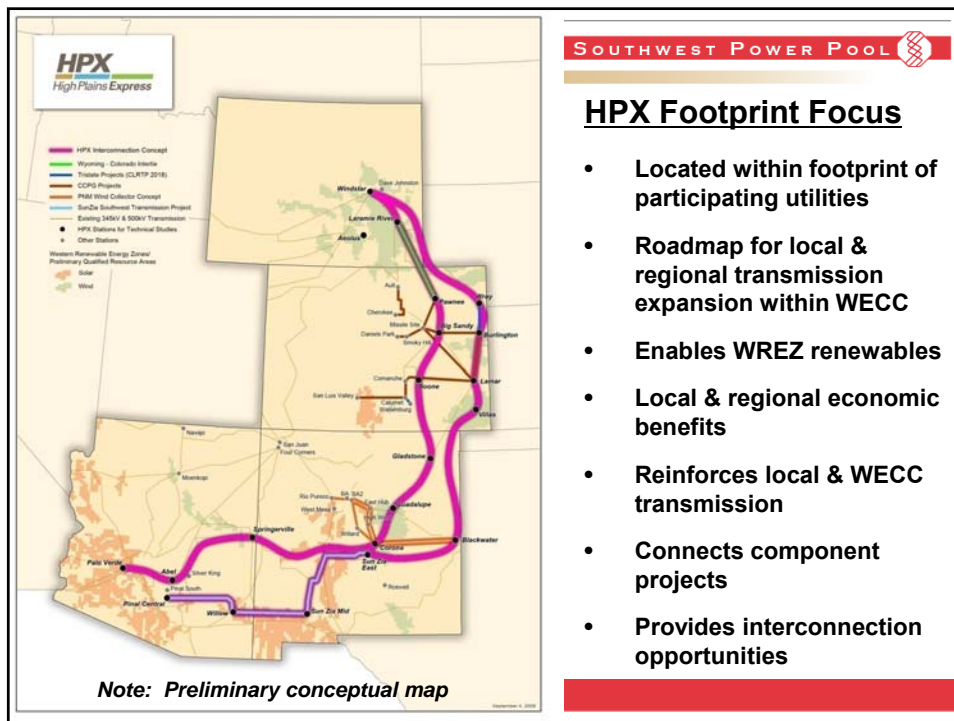 HPX
High Plains Express
HPX Interconnection Concept
Wyoming - Colorado Intertie
Tristate Projects (CLRTP 2018)
CCPG Projects
PNM Wind Collector Concept
SunZia Southwest Transmission Project
Existing 345kV & 500kV Transmission
HPX Stations for Technical Studies
Other Stations
Western Renewable Energy Zones/
Preliminary Qualified Resource Areas
Solar
Wind
Windstar
Dave Johnston
Laramie River
Aeolus
Ault
Pawnee
Cherokee
Missile Site
Big Sandy
Burlington
Daniels Park
Smoky Hill
Comanche
Boone
Lamar
San Luis Valley
Calumet
Walsenburg
Villas
Navajo
San Juan
Four Corners
Gladstone
Moenkopi
Rio Puerco
BA
BA2
East Hub
Guadalupe
West Mesa
Springerville
Willard
Corona
Blackwater
Sun Zia
East
Palo Verde
Abel
Silver King
Pinal South
Pinal Central
Roswell
Willow
Sun Zia Mid
Note: Preliminary conceptual map
SOUTHWEST POWER POOL
HPX Footprint Focus
• Located within footprint of
participating utilities
• Roadmap for local &
regional transmission
expansion within WECC
• Enables WREZ renewables
• Local & regional economic
benefits
• Reinforces local & WECC
transmission
• Connects component
projects
• Provides interconnection
opportunities